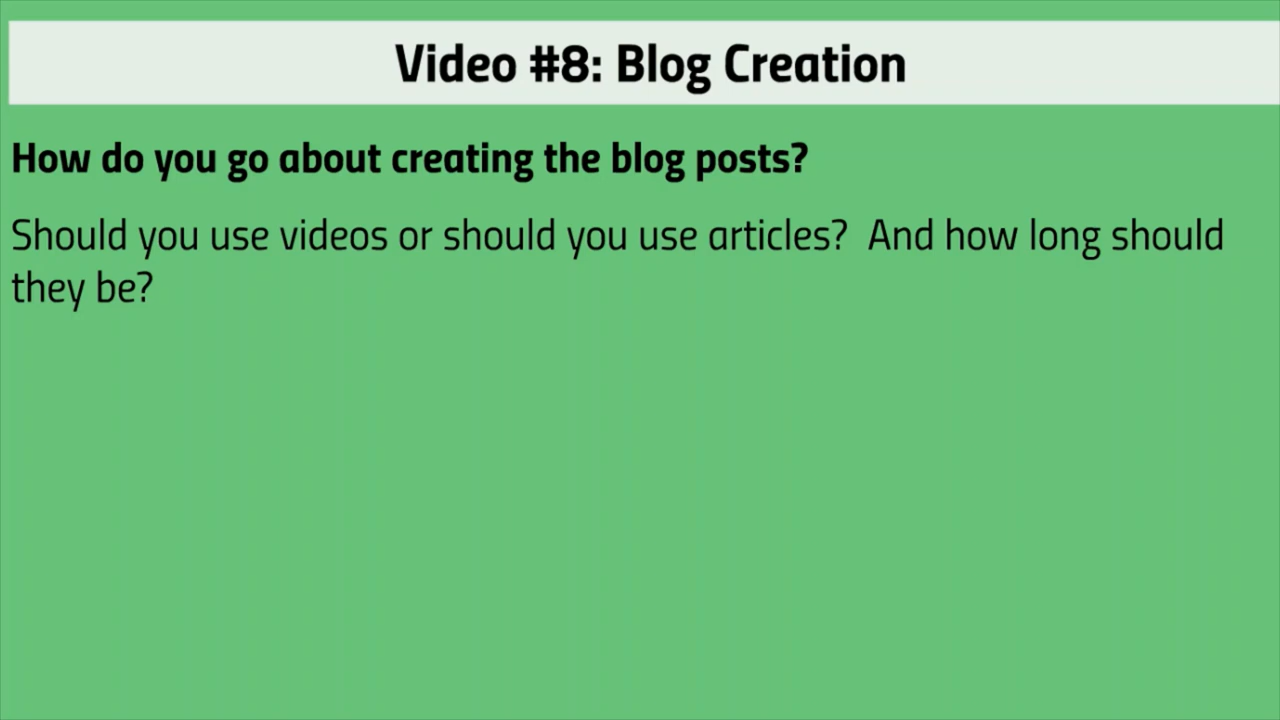 Video #8: Blog Creation
How do you go about creating the blog posts?
Should you use videos or should you use articles?  And how long should
they be?